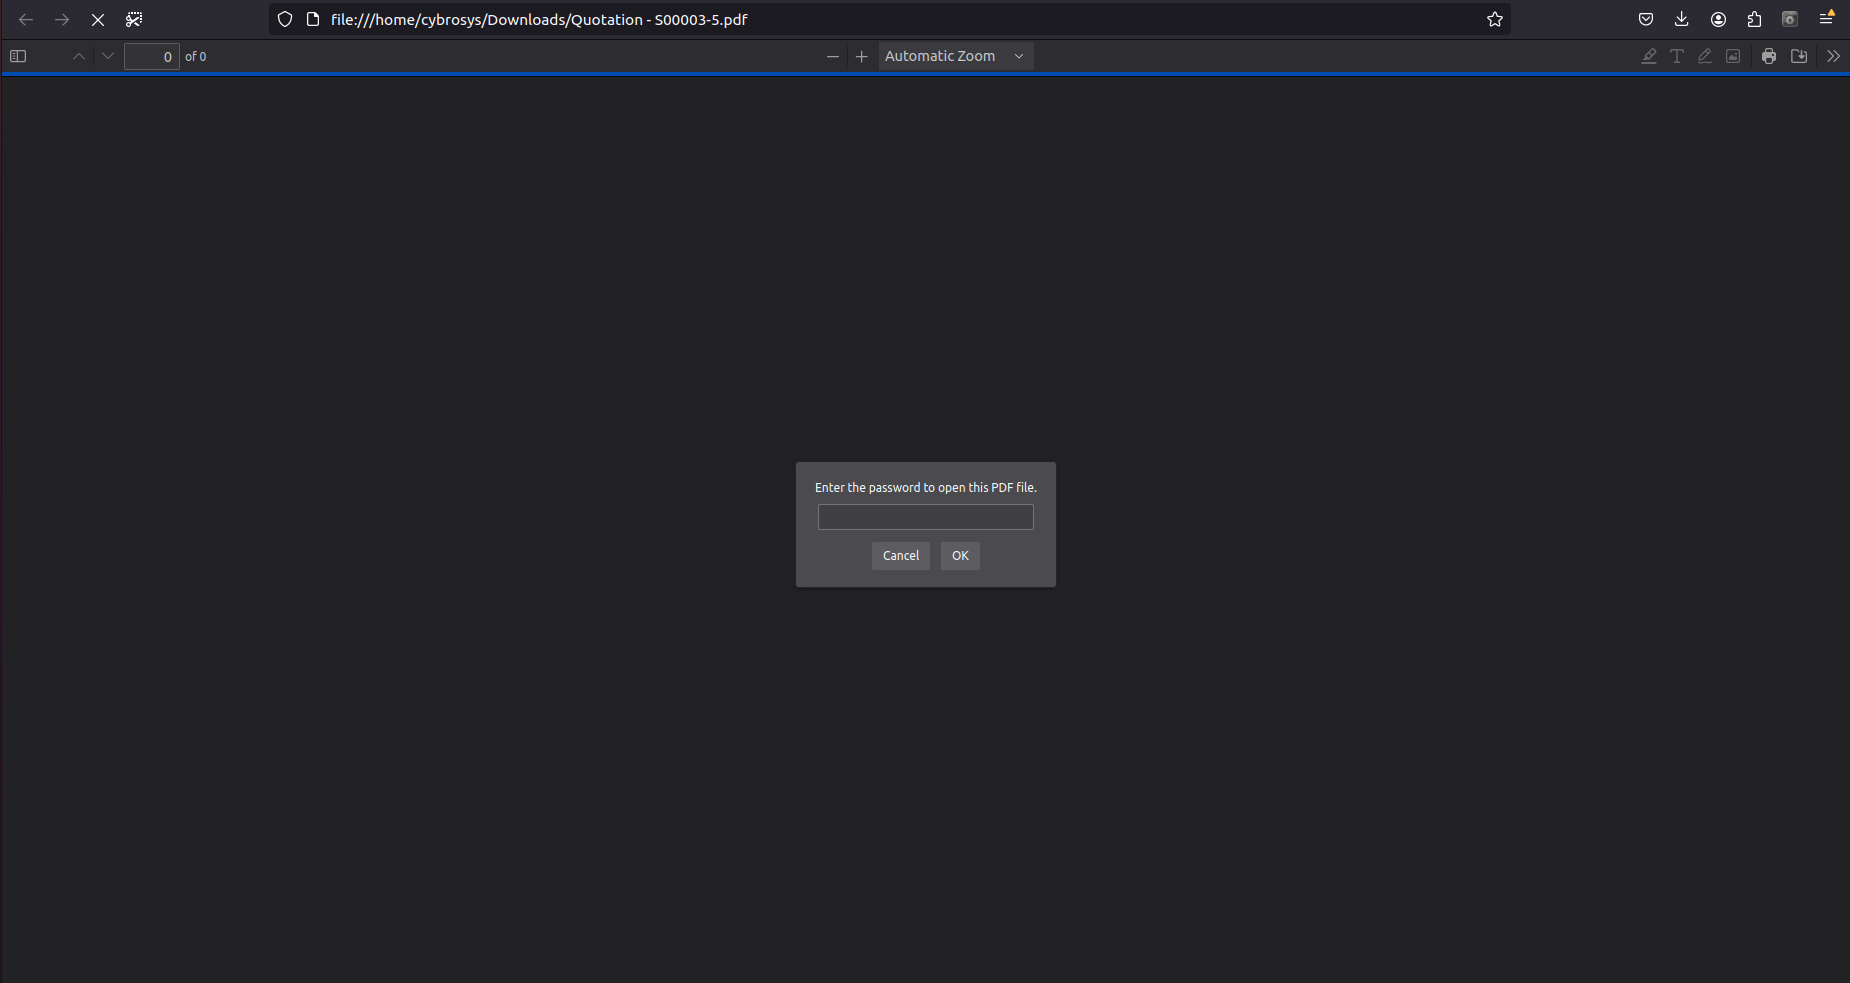 file:///home/cybrosys/Downloads/Quotation - S00003-5.pdf
0 of 0
Automatic Zoom
Enter the password to open this PDF file.
Cancel OK